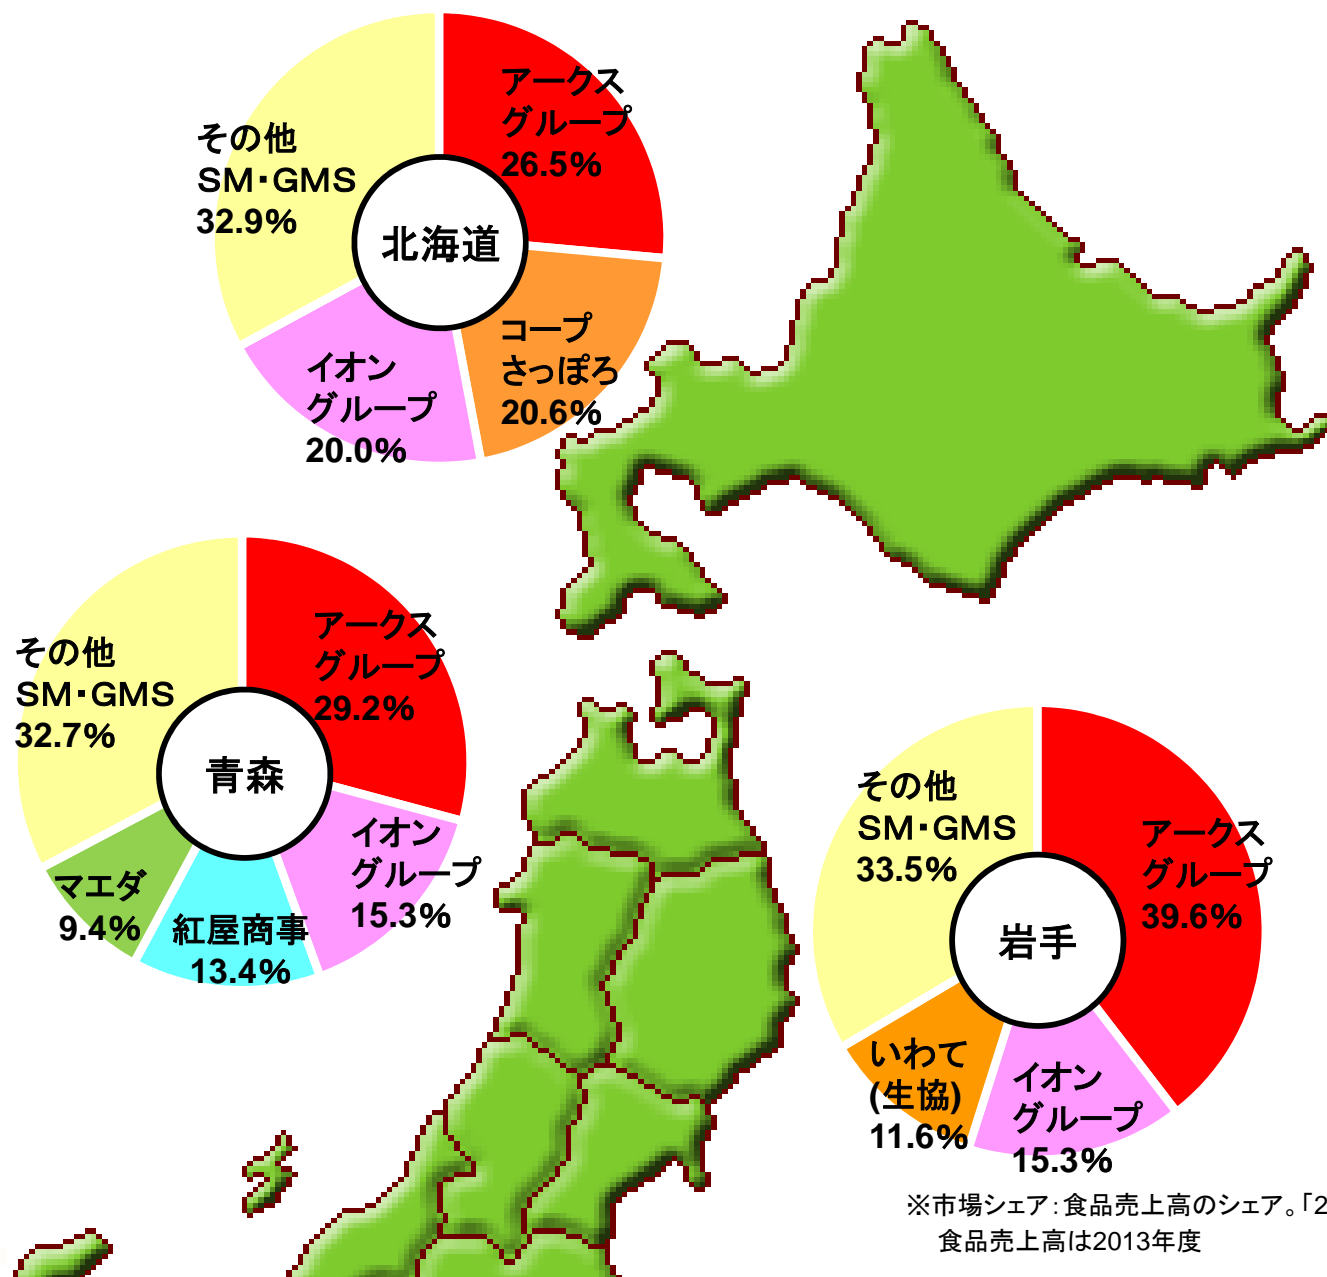 アークス
グループ
26.5%
その他
SM・GMS
32.9%
北海道
コープ
さっぽろ
20.6%
イオン
グループ
20.0%
アークス
グループ
29.2%
その他
SM・GMS
32.7%
青森
イオン
グループ
15.3%
マエダ
9.4%
紅屋商事
13.4%
その他
SM・GMS
33.5%
アークス
グループ
39.6%
岩手
いわて
(生協)
11.6%
イオン
グループ
15.3%
※市場シェア:食品売上高のシェア。「2
食品売上高は2013年度